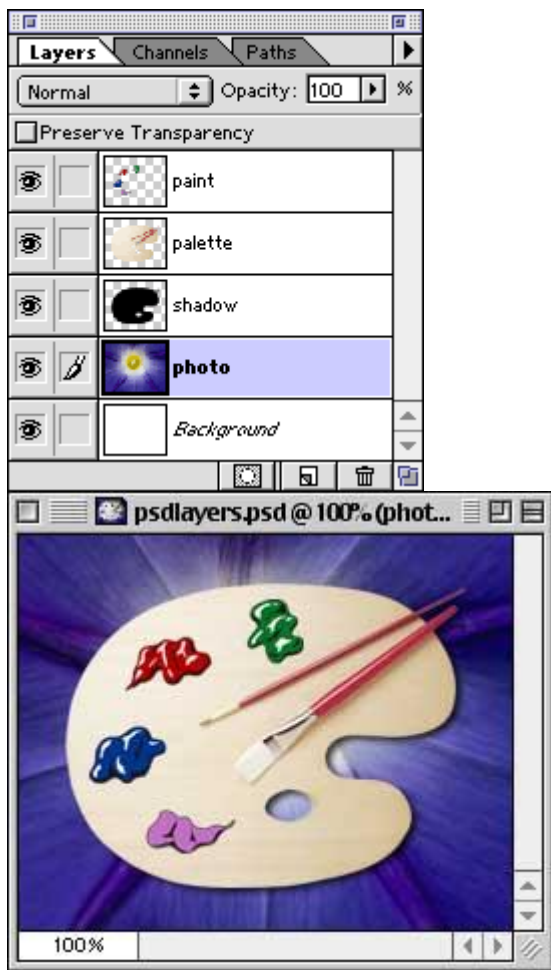 Layers Channels Paths
Normal Opacity: 100 %
Preserve Transparency
paint
palette
shadow
photo
Background
psdlayers.psd @ 100% (phot...
100%